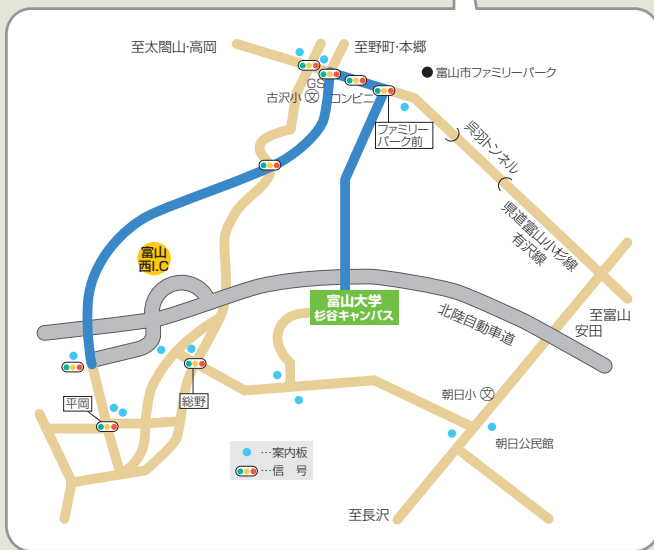 至太閤山・高岡
至野町・本郷
富山市ファミリーパーク
GS
古沢小
文
コンビニ
ファミリー
パーク前
呉羽トンネル
県道富山小杉線
有沢線
富山
西I.C
富山大学
杉谷キャンパス
北陸自動車道
至富山
安田
朝日小
文
平岡
総野
朝日公民館
…案内板
…信 号
至長沢